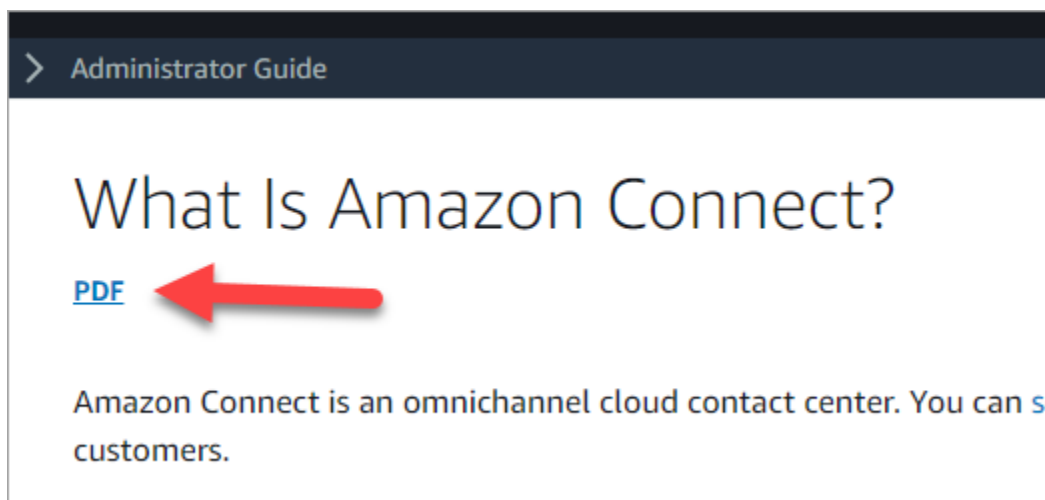 Administrator Guide
What Is Amazon Connect?
PDF
Amazon Connect is an omnichannel cloud contact center. You can s
customers.